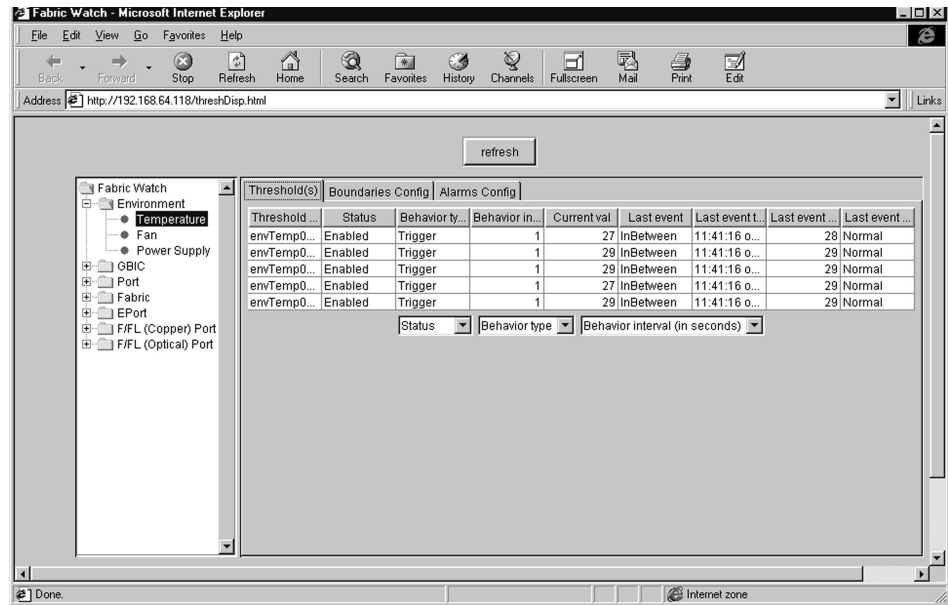 Fabric Watch - Microsoft Internet Explorer
File Edit View Go Favorites Help
Back Forward Stop Refresh Home Search Favorites History Channels Fullscreen Mail Print Edit
Address http://192.168.64.118/threshDisp.html Links
refresh
Fabric Watch
Environment
Temperature
Fan
Power Supply
GBIC
Port
Fabric
EPort
F/FL (Copper) Port
F/FL (Optical) Port
Threshold(s) Boundaries Config Alarms Config
Threshold ... Status Behavior ty... Behavior in... Current val Last event Last event t... Last event ... Last event ...
envTemp0... Enabled Trigger 1 27 InBetween 11:41:16 o... 28 Normal
envTemp0... Enabled Trigger 1 29 InBetween 11:41:16 o... 29 Normal
envTemp0... Enabled Trigger 1 29 InBetween 11:41:16 o... 29 Normal
envTemp0... Enabled Trigger 1 27 InBetween 11:41:16 o... 29 Normal
envTemp0... Enabled Trigger 1 29 InBetween 11:41:16 o... 29 Normal
Status Behavior type Behavior interval (in seconds)
Done. Internet zone